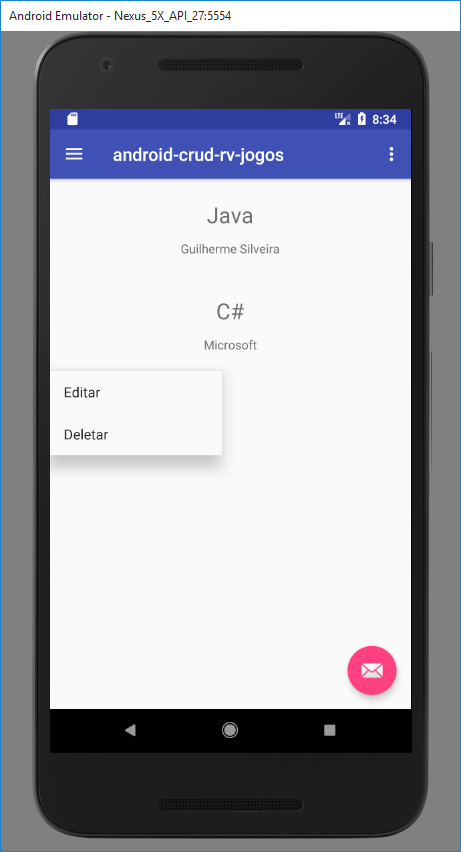 Android Emulator - Nexus_5X_API_27:5554
LTE 8:34
android-crud-rv-jogos
Java
Guilherme Silveira
C#
Microsoft
Editar
Deletar